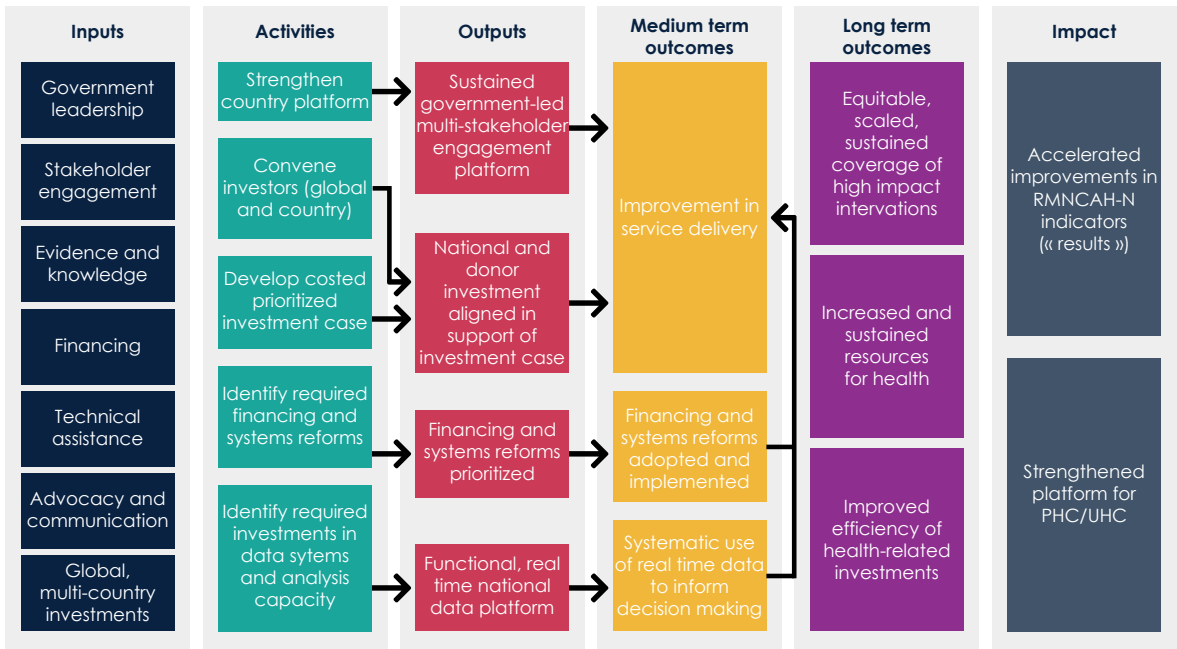 Inputs
Government
leadership
Stakeholder
engagement
Evidence and
knowledge
Financing
Technical
assistance
Advocacy and
communication
Global,
multi-country
investments
Activities
Strengthen
country platform
Convene
investors (global
and country)
Develop costed
prioritized
investment case
Identify required
financing and
systems reforms
Identify required
investments in
data sytems
and analysis
capacity
Outputs
Sustained
government-led
multi-stakeholder
engagement
platform
National and
donor
investment
aligned in
support of
investment case
Financing and
systems reforms
prioritized
Functional, real
time national
data platform
Medium term
outcomes
Improvement in
service delivery
Financing and
systems reforms
adopted and
implemented
Systematic use
of real time data
to inform
decision making
Long term
outcomes
Equitable,
scaled,
sustained
coverage of
high impact
intervations
Increased and
sustained
resources
for health
Improved
efficiency of
health-related
investments
Impact
Accelerated
improvements in
RMNCAH-N
indicators
(« results »)
Strengthened
platform for
PHC/UHC